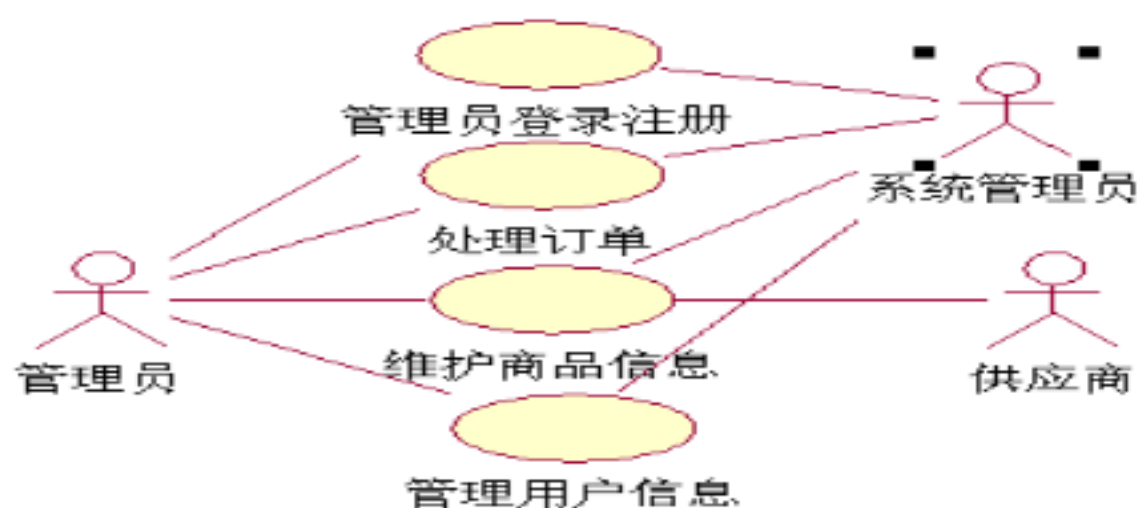 管理员登录注册
系统管理员
处理订单
维护商品信息
管理员
供应商
管理用户信息